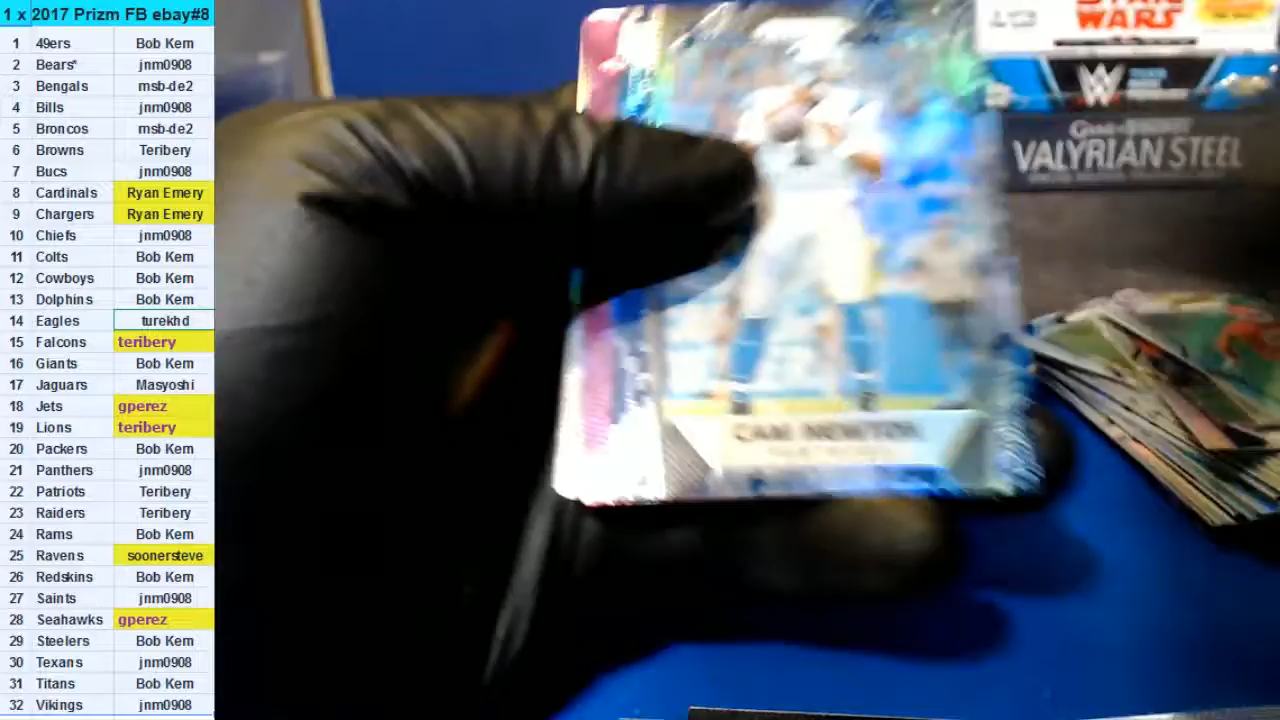 1 x 2017 Prizm FB ebay#8
1 49ers Bob Kem
2 Bears* jnm0908
3 Bengals msb-de2
4 Bills jnm0908
5 Broncos msb-de2
6 Browns Teribery
7 Bucs jnm0908
8 Cardinals Ryan Emery
9 Chargers Ryan Emery
10 Chiefs jnm0908
11 Colts Bob Kem
12 Cowboys Bob Kem
13 Dolphins Bob Kem
14 Eagles turekhd
15 Falcons teribery
16 Giants Bob Kem
17 Jaguars Masyoshi
18 Jets gperez
19 Lions teribery
20 Packers Bob Kem
21 Panthers jnm0908
22 Patriots Teribery
23 Raiders Teribery
24 Rams Bob Kem
25 Ravens soonersteve
26 Redskins Bob Kem
27 Saints jnm0908
28 Seahawks gperez
29 Steelers Bob Kem
30 Texans jnm0908
31 Titans Bob Kem
32 Vikings jnm0908
CAM NEWTON
STAR WARS
W
VALYRIAN STEEL